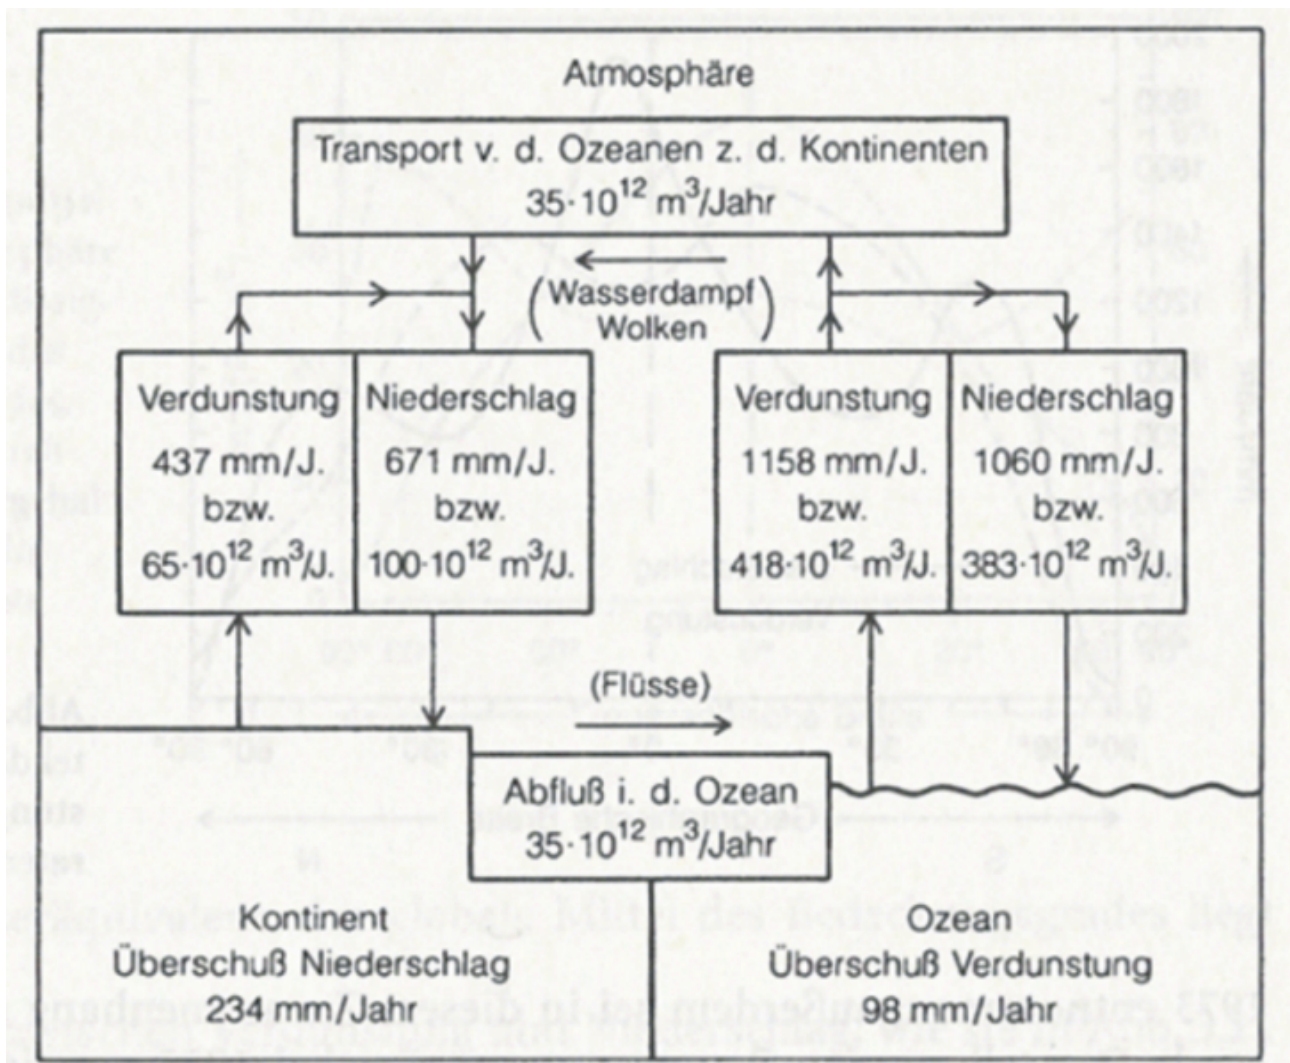 Atmosphäre
Transport v. d. Ozeanen z. d. Kontinenten
35·10¹² m³/Jahr
(Wasserdampf
Wolken)
Verdunstung
437 mm/J.
bzw.
65·10¹² m³/J.
Niederschlag
671 mm/J.
bzw.
100·10¹² m³/J.
Verdunstung
1158 mm/J.
bzw.
418·10¹² m³/J.
Niederschlag
1060 mm/J.
bzw.
383·10¹² m³/J.
(Flüsse)
Abfluß i. d. Ozean
35·10¹² m³/Jahr
Kontinent
Überschuß Niederschlag
234 mm/Jahr
Ozean
Überschuß Verdunstung
98 mm/Jahr